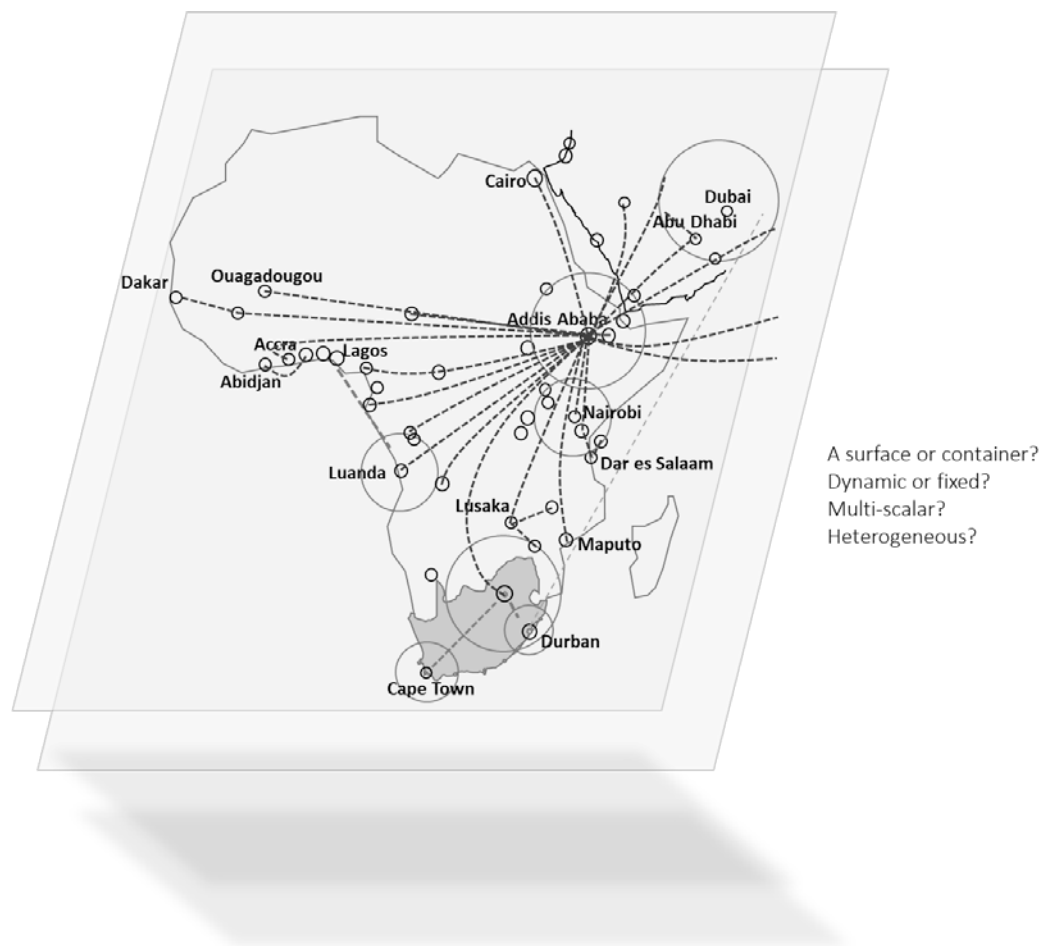 Cairo
Dubai
Abu Dhabi
Dakar
Ouagadougou
Addis Ababa
Accra
Lagos
Abidjan
Nairobi
Luanda
Dar es Salaam
Lusaka
Maputo
Durban
Cape Town
A surface or container?
Dynamic or fixed?
Multi-scalar?
Heterogeneous?